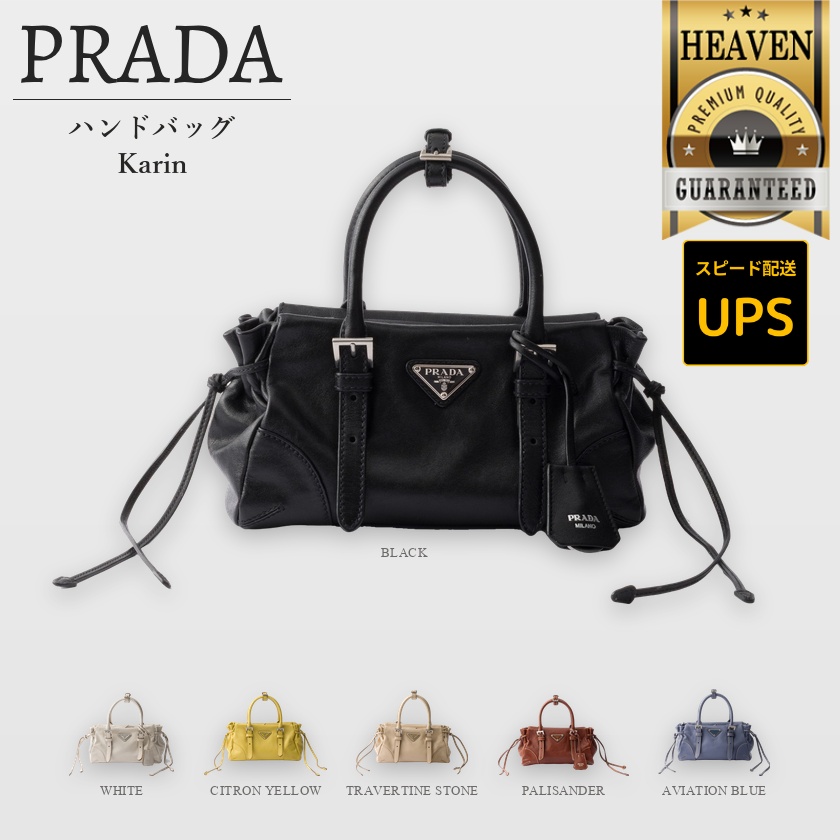 PRADA
ハンドバッグ
Karin
HEAVEN
PREMIUM QUALITY
GUARANTEED
スピード配送
UPS
PRADA
MILANO
PRADA
MILANO
BLACK
WHITE
CITRON YELLOW
TRAVERTINE STONE
PALISANDER
AVIATION BLUE